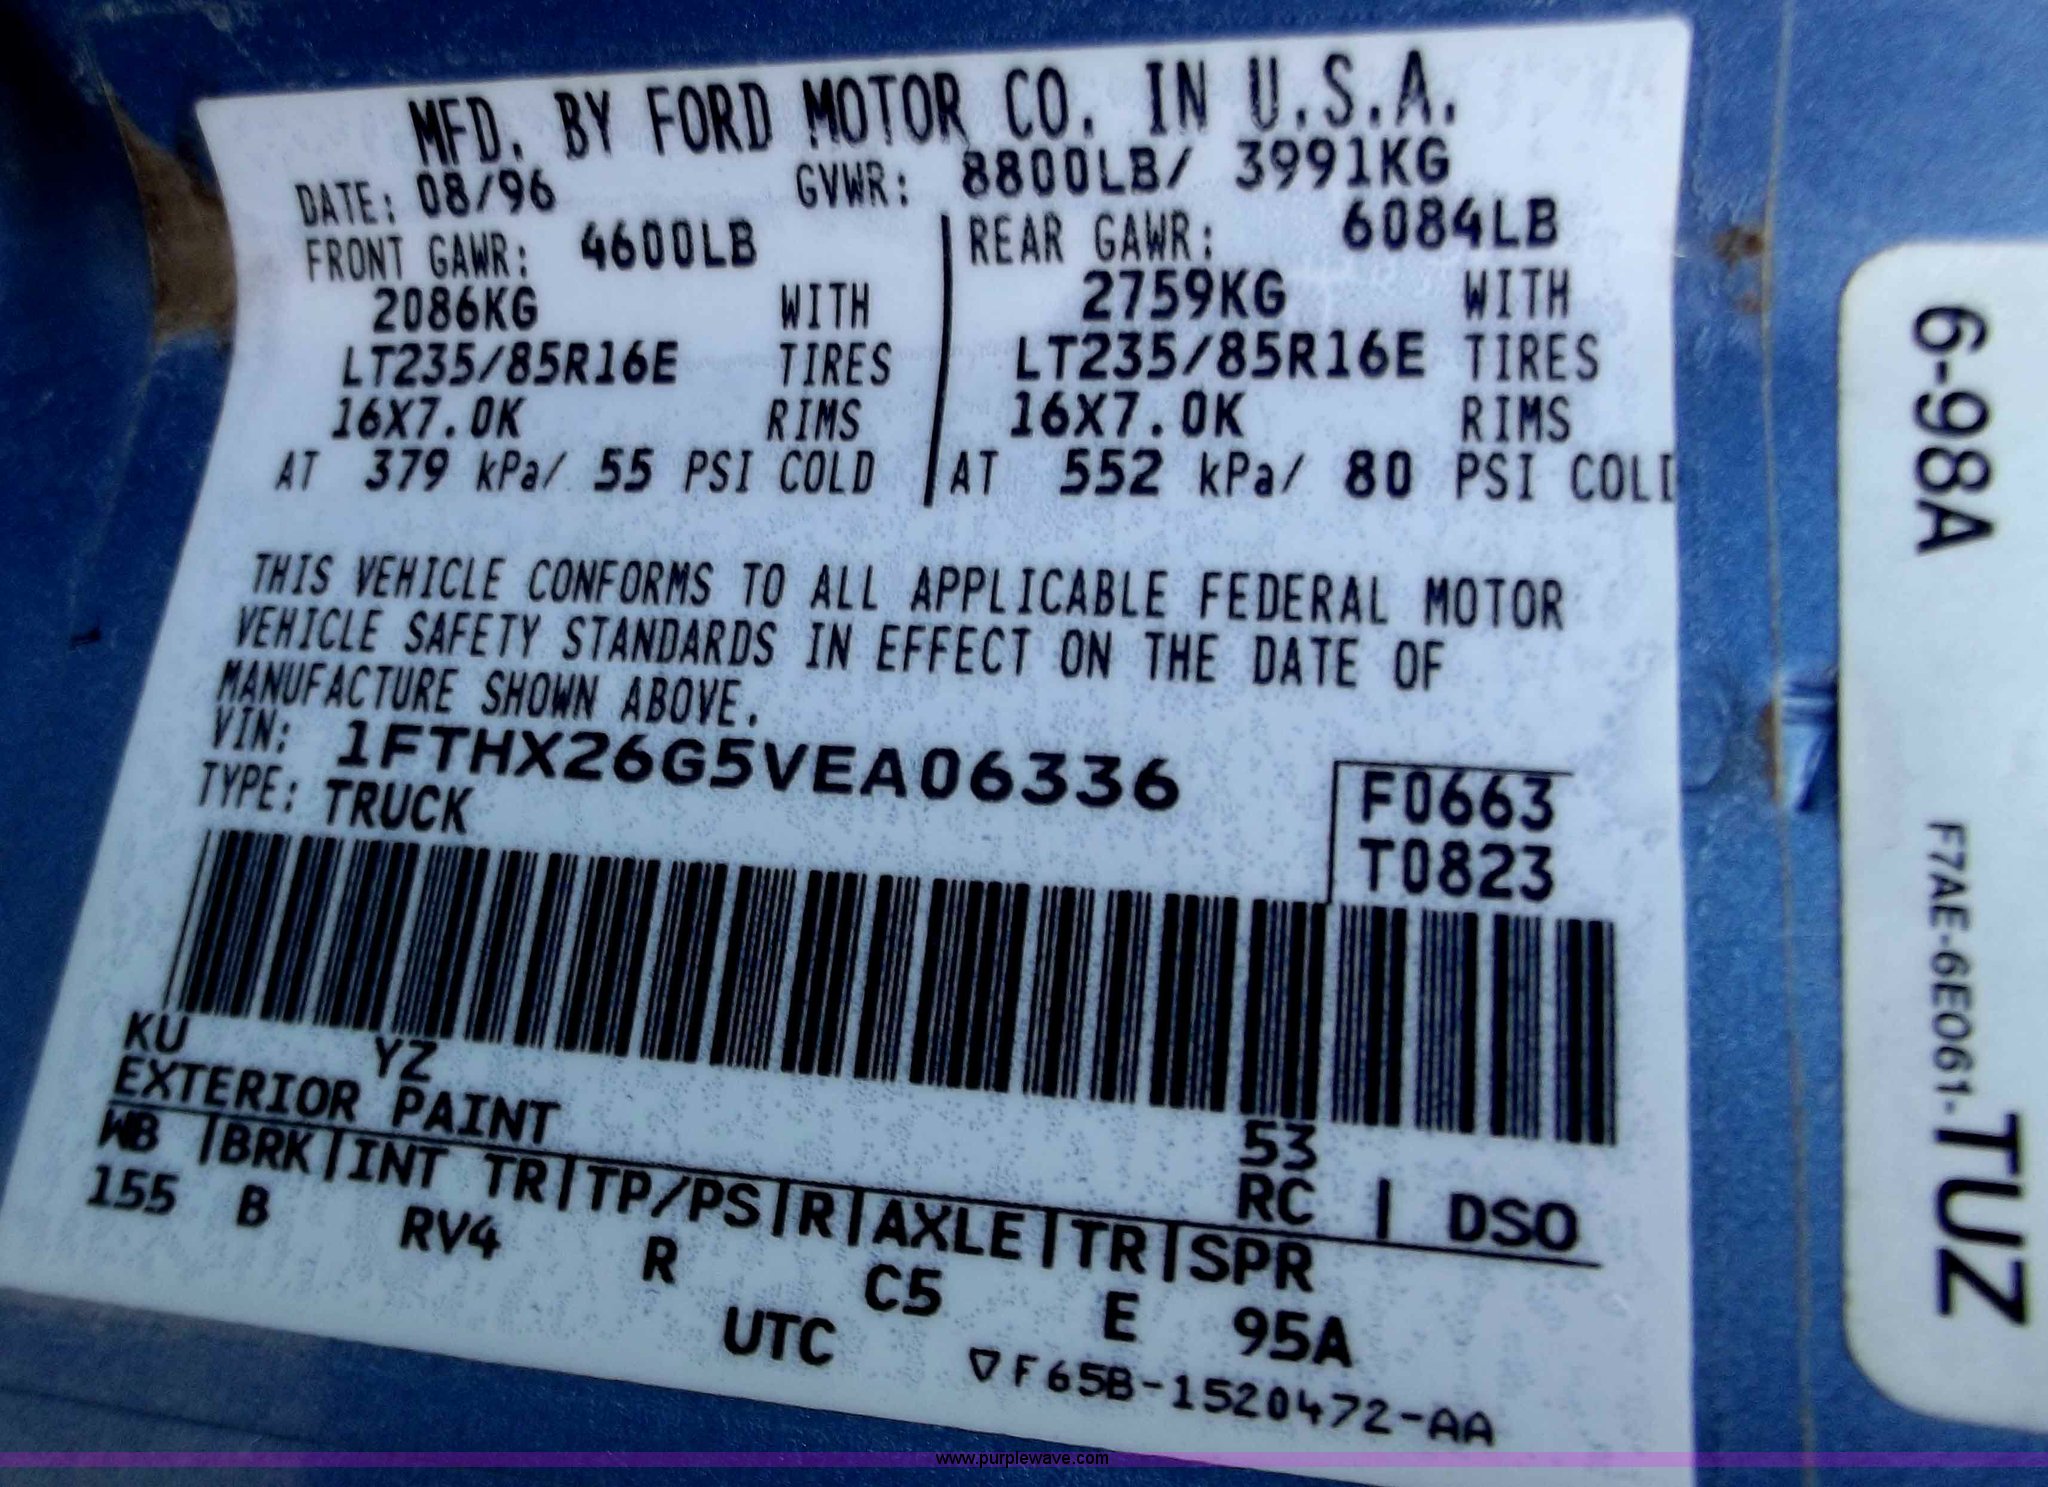 MFD. BY FORD MOTOR CO. IN U.S.A.
DATE: 08/96 GVWR: 8800LB/ 3991KG
FRONT GAWR: 4600LB REAR GAWR: 6084LB
2086KG WITH 2759KG WITH
LT235/85R16E TIRES LT235/85R16E TIRES
16X7.0K RIMS 16X7.0K RIMS
AT 379 kPa/ 55 PSI COLD AT 552 kPa/ 80 PSI COLD
THIS VEHICLE CONFORMS TO ALL APPLICABLE FEDERAL MOTOR
VEHICLE SAFETY STANDARDS IN EFFECT ON THE DATE OF
MANUFACTURE SHOWN ABOVE.
VIN: 1FTHX26G5VEA06336
TYPE: TRUCK
F0663
T0823
KU YZ
EXTERIOR PAINT 53
RC | DSO
WB |BRK|INT TR|TP/PS|R|AXLE|TR|SPR
155 B RV4 R C5 E 95A
UTC
▽F65B-1520472-AA
6-98A
F7AE-6E061-TUZ
www.purplewave.com